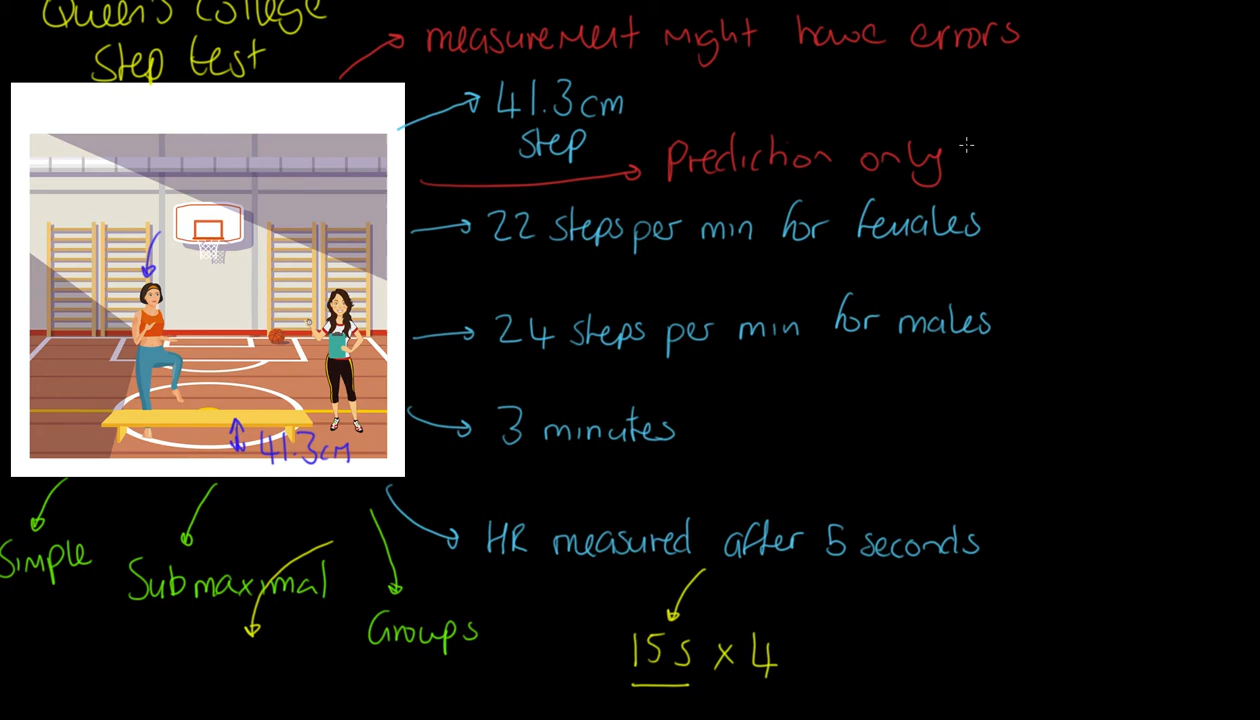 Queen's College
Step test
measurement might have errors
41.3cm
step
Prediction only
22 steps per min for females
24 steps per min for males
3 minutes
41.3cm
HR measured after 5 seconds
Simple
Submaximal
Groups
15s x 4